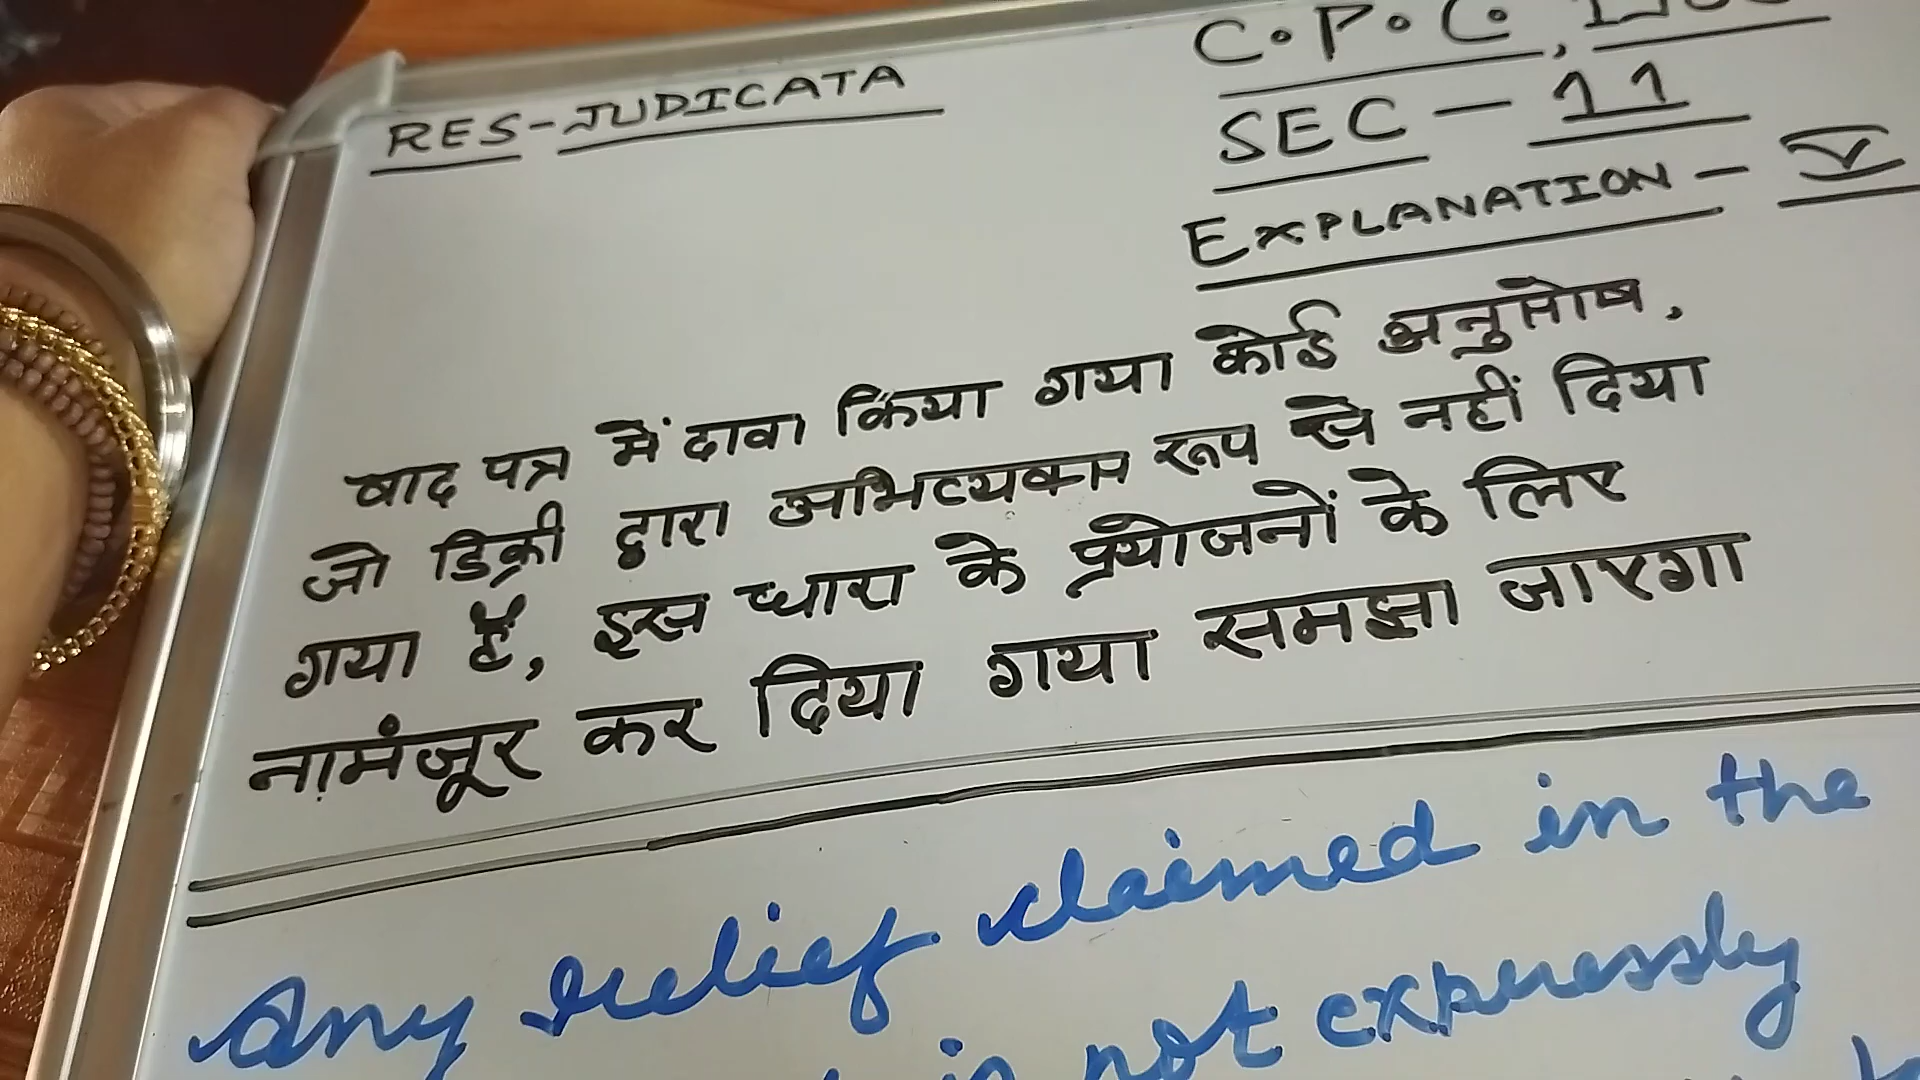 RES-JUDICATA
C.P.C.,
SEC - 11
EXPLANATION - V
वाद पत्र में दावा किया गया कोई अनुतोष,
जो डिक्री द्वारा अभिव्यक्त रूप से नहीं दिया
गया है, इस धारा के प्रयोजनों के लिए
नामंजूर कर दिया गया समझा जाएगा
Any relief claimed in the
is not expressly